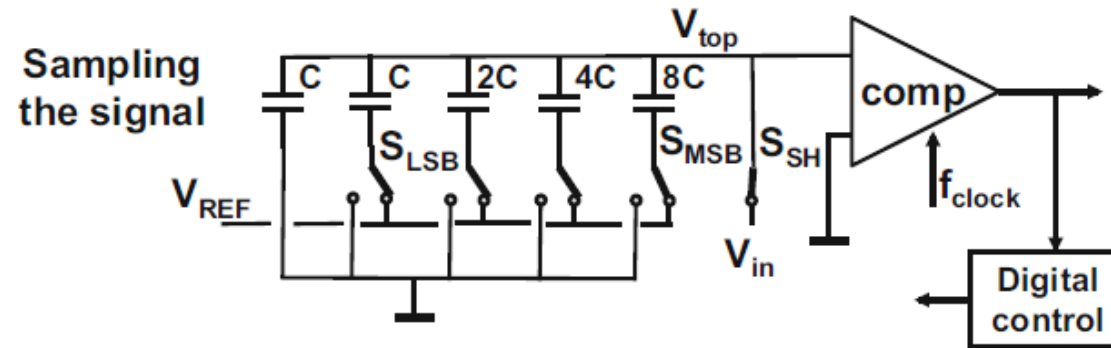 Sampling
the signal
V_top
C C 2C 4C 8C
comp
S_LSB S_MSB S_SH
V_REF
f_clock
V_in
Digital
control